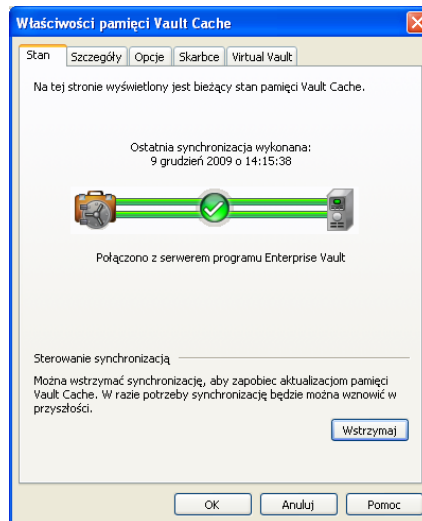 Właściwości pamięci Vault Cache
Stan
Szczegóły
Opcje
Skarbce
Virtual Vault
Na tej stronie wyświetlony jest bieżący stan pamięci Vault Cache.
Ostatnia synchronizacja wykonana:
9 grudzień 2009 o 14:15:38
Połączono z serwerem programu Enterprise Vault
Sterowanie synchronizacją
Można wstrzymać synchronizację, aby zapobiec aktualizacjom pamięci
Vault Cache. W razie potrzeby synchronizację będzie można wznowić w
przyszłości.
Wstrzymaj
OK
Anuluj
Pomoc